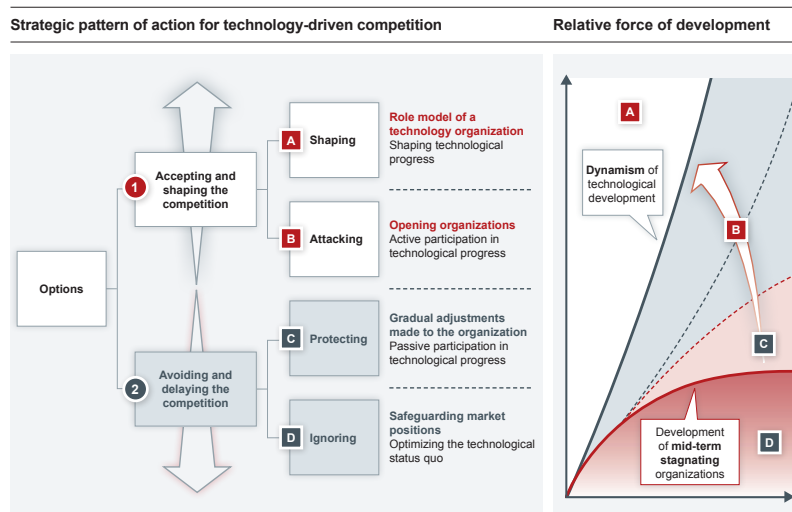 Strategic pattern of action for technology-driven competition
Relative force of development
Options
1
Accepting and
shaping the
competition
2
Avoiding and
delaying the
competition
A
Shaping
Role model of a
technology organization
Shaping technological
progress
B
Attacking
Opening organizations
Active participation in
technological progress
C
Protecting
Gradual adjustments
made to the organization
Passive participation in
technological progress
D
Ignoring
Safeguarding market
positions
Optimizing the technological
status quo
A
Dynamism of
technological
development
B
C
D
Development
of mid-term
stagnating
organizations